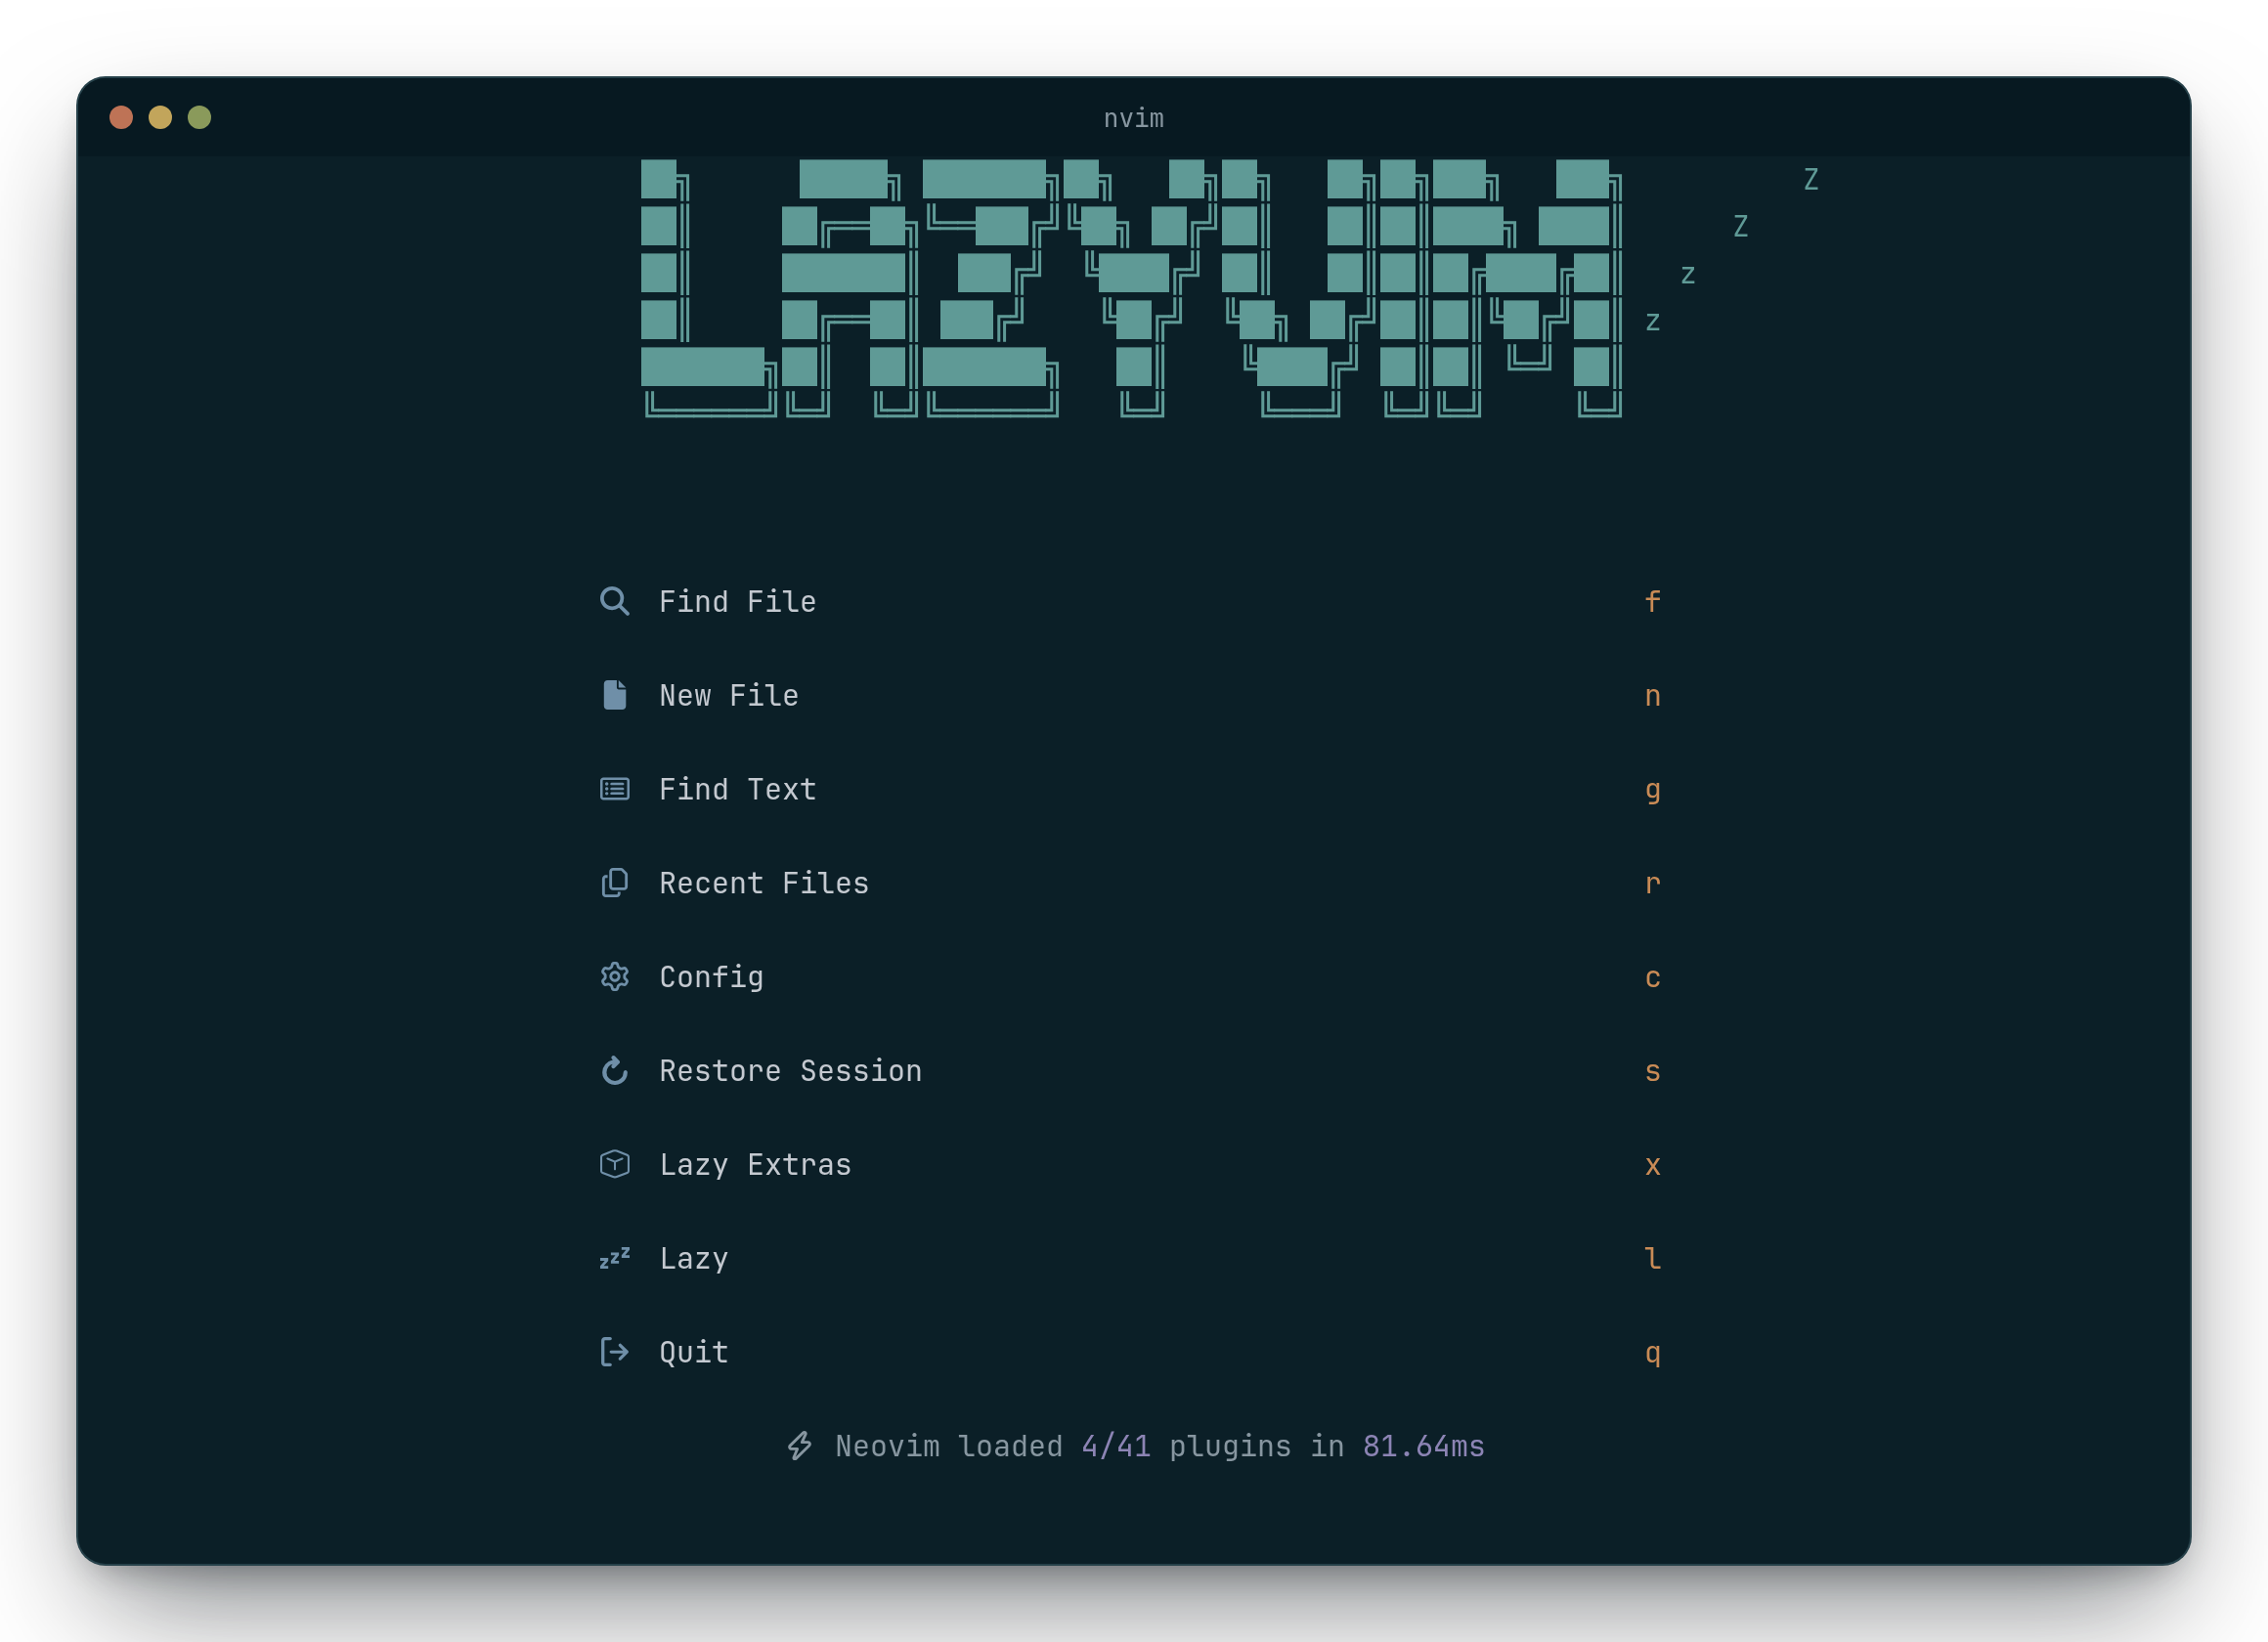 nvim
LAZYVIM
Z
Z
z
z
Find File f
New File n
Find Text g
Recent Files r
Config c
Restore Session s
Lazy Extras x
zzz Lazy l
Quit q
Neovim loaded 4/41 plugins in 81.64ms